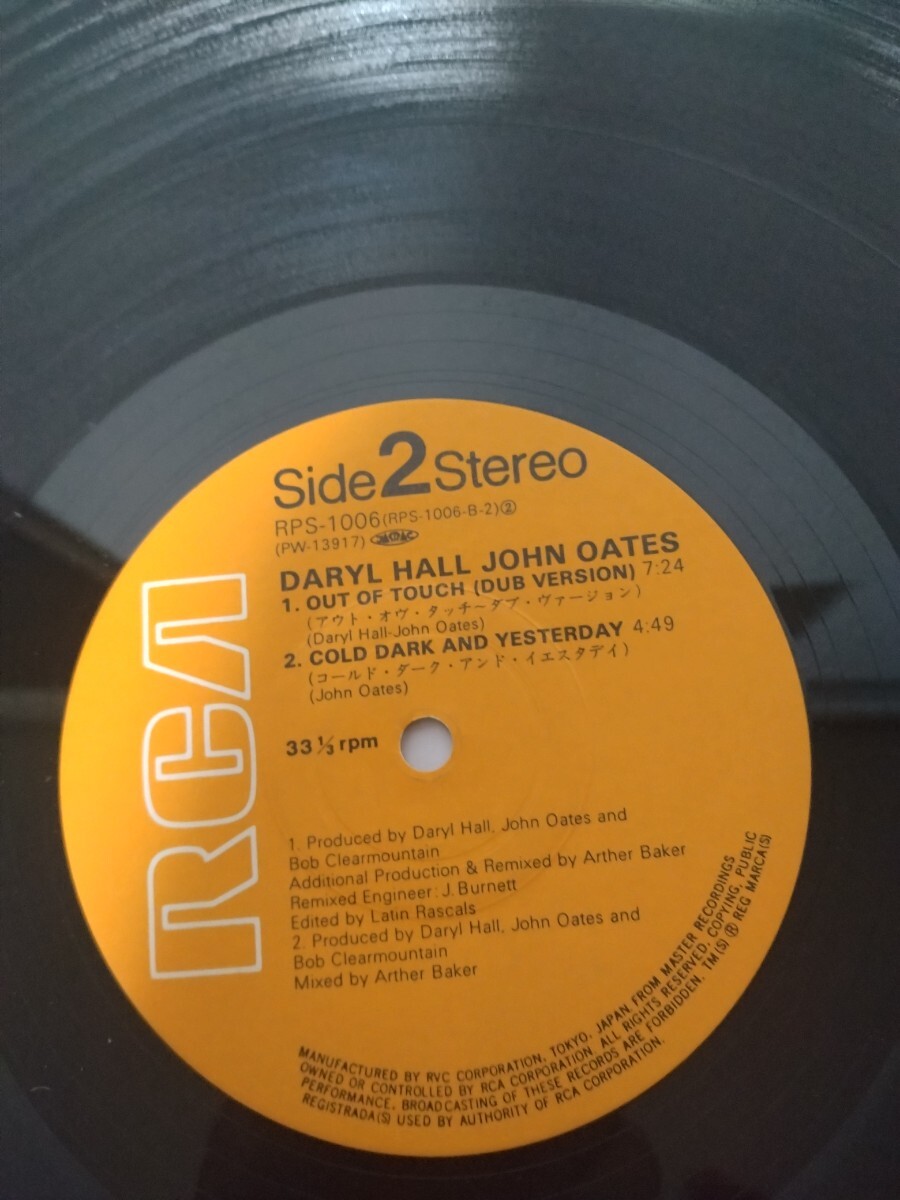 Side 2 Stereo
RPS-1006 (RPS-1006-B-2)②
(PW-13917)
DARYL HALL JOHN OATES
1. OUT OF TOUCH (DUB VERSION) 7:24
(アウト・オヴ・タッチーダブ・ヴァージョン)
(Daryl Hall-John Oates)
2. COLD DARK AND YESTERDAY 4:49
(コールド・ダーク・アンド・イエスタデイ)
(John Oates)
RCA
33 1/3 rpm
1. Produced by Daryl Hall, John Oates and
Bob Clearmountain
Additional Production & Remixed by Arther Baker
Remixed Engineer: J. Burnett
Edited by Latin Rascals
2. Produced by Daryl Hall, John Oates and
Bob Clearmountain
Mixed by Arther Baker
MANUFACTURED BY RVC CORPORATION, TOKYO, JAPAN FROM MASTER RECORDINGS
OWNED OR CONTROLLED BY RCA CORPORATION. ALL RIGHTS RESERVED. COPYING, PUBLIC
PERFORMANCE, BROADCASTING OF THESE RECORDS ARE FORBIDDEN. TM(S) ® REG MARCA(S)
REGISTRADA(S) USED BY AUTHORITY OF RCA CORPORATION.